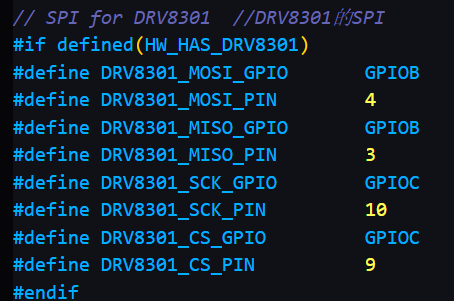 // SPI for DRV8301  //DRV8301的SPI
#if defined(HW_HAS_DRV8301)
#define DRV8301_MOSI_GPIO       GPIOB
#define DRV8301_MOSI_PIN        4
#define DRV8301_MISO_GPIO       GPIOB
#define DRV8301_MISO_PIN        3
#define DRV8301_SCK_GPIO        GPIOC
#define DRV8301_SCK_PIN         10
#define DRV8301_CS_GPIO         GPIOC
#define DRV8301_CS_PIN          9
#endif